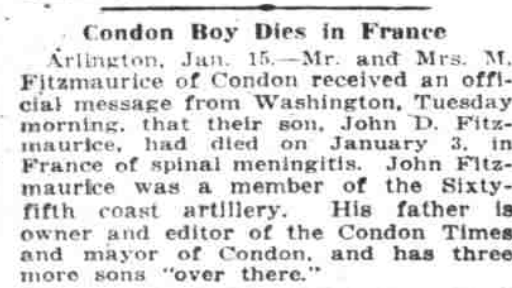 Condon Boy Dies in France
Arlington, Jan. 15.—Mr. and Mrs. M.
Fitzmaurice of Condon received an offi-
cial message from Washington, Tuesday
morning, that their son, John D. Fitz-
maurice, had died on January 3, in
France of spinal meningitis. John Fitz-
maurice was a member of the Sixty-
fifth coast artillery. His father is
owner and editor of the Condon Times
and mayor of Condon, and has three
more sons "over there."